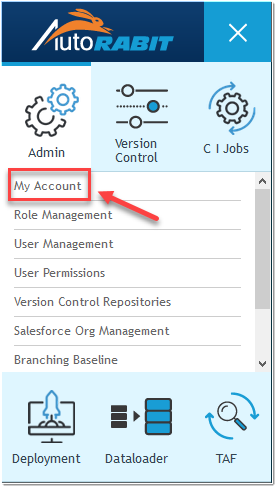 AutoRABIT
Admin
Version
Control
C I Jobs
My Account
Role Management
User Management
User Permissions
Version Control Repositories
Salesforce Org Management
Branching Baseline
Deployment
Dataloader
TAF